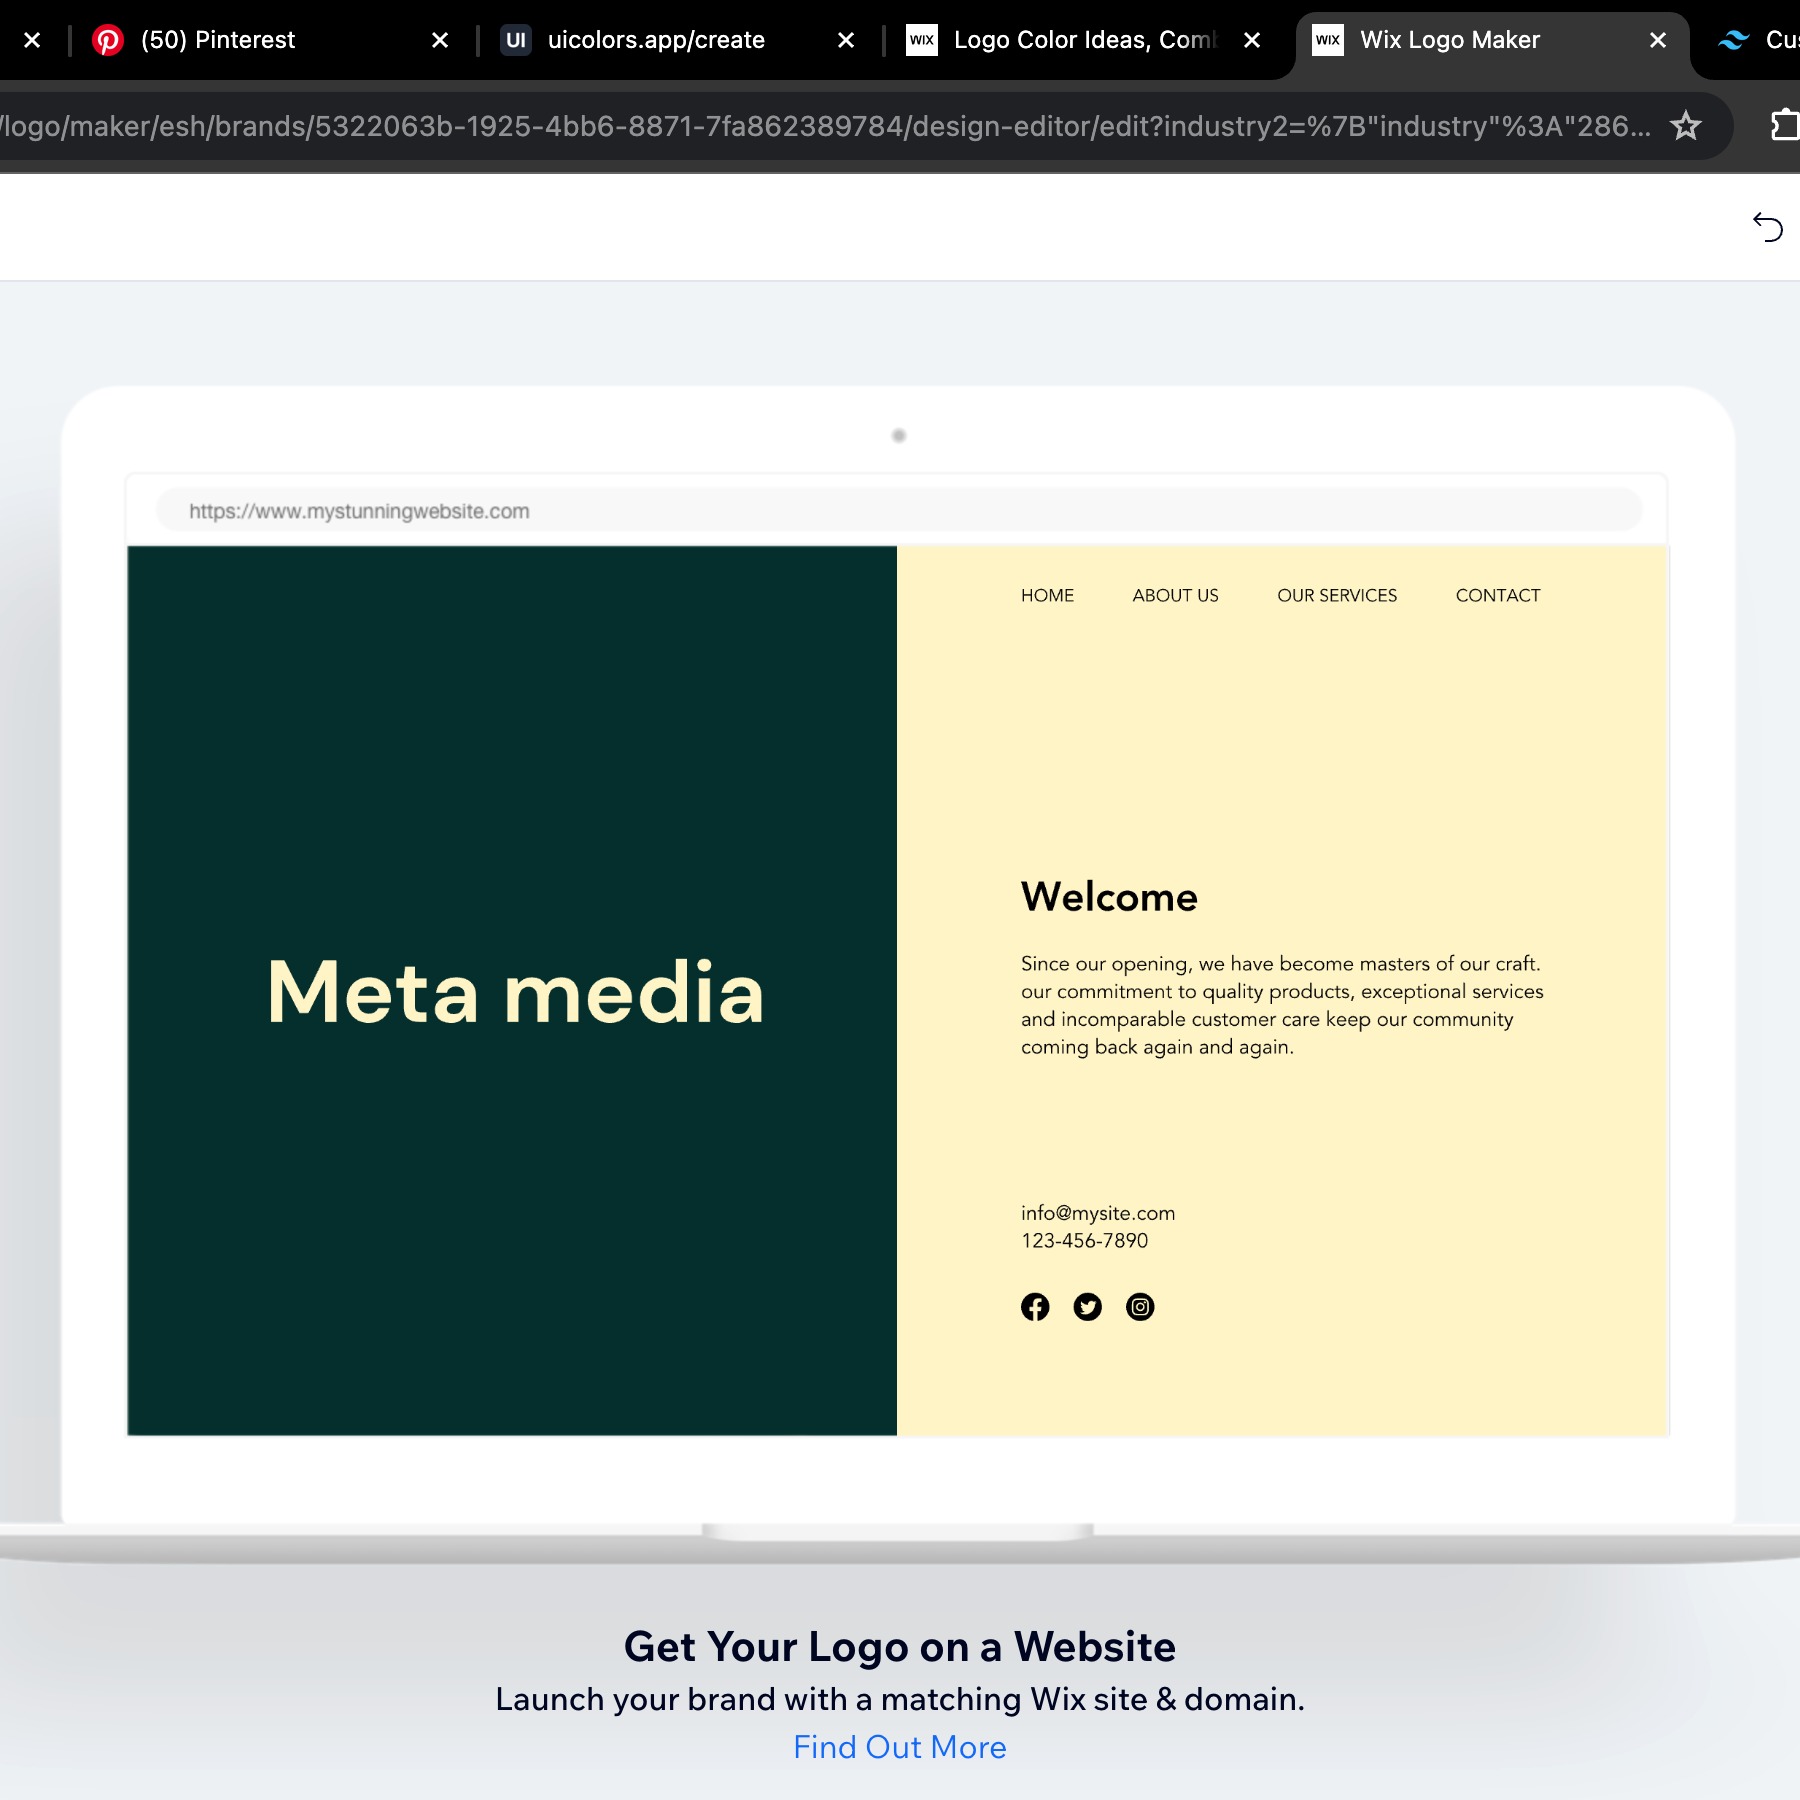 (50) Pinterest
UI uicolors.app/create
WIX Logo Color Ideas, Com
WIX Wix Logo Maker
Cu
/logo/maker/esh/brands/5322063b-1925-4bb6-8871-7fa862389784/design-editor/edit?industry2=%7B"industry"%3A"286...
https://www.mystunningwebsite.com
HOME ABOUT US OUR SERVICES CONTACT
Meta media
Welcome
Since our opening, we have become masters of our craft.
our commitment to quality products, exceptional services
and incomparable customer care keep our community
coming back again and again.
info@mysite.com
123-456-7890
Get Your Logo on a Website
Launch your brand with a matching Wix site & domain.
Find Out More